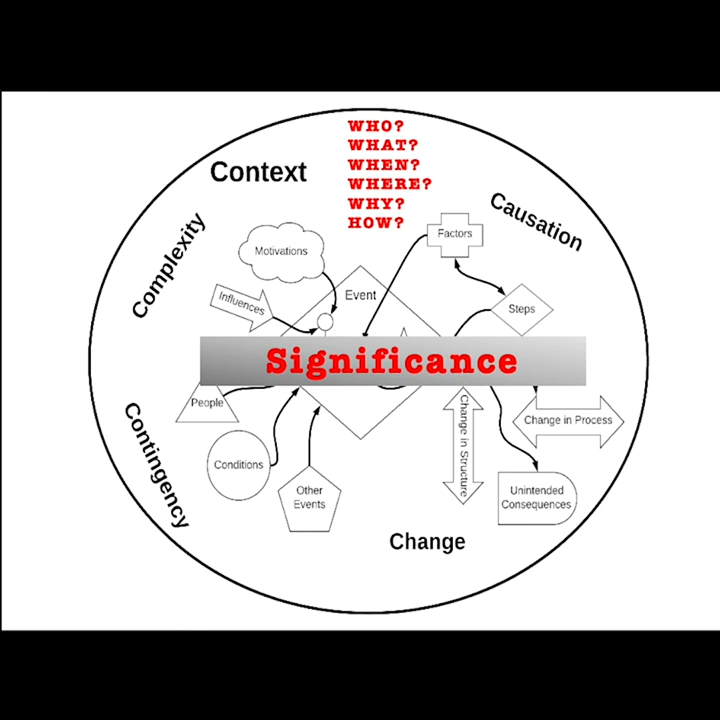 WHO?
WHAT?
WHEN?
WHERE?
WHY?
HOW?
Context
Causation
Complexity
Motivations
Factors
Influences
Event
Steps
Significance
People
Change in Process
Change in Structure
Contingency
Conditions
Other
Events
Unintended
Consequences
Change